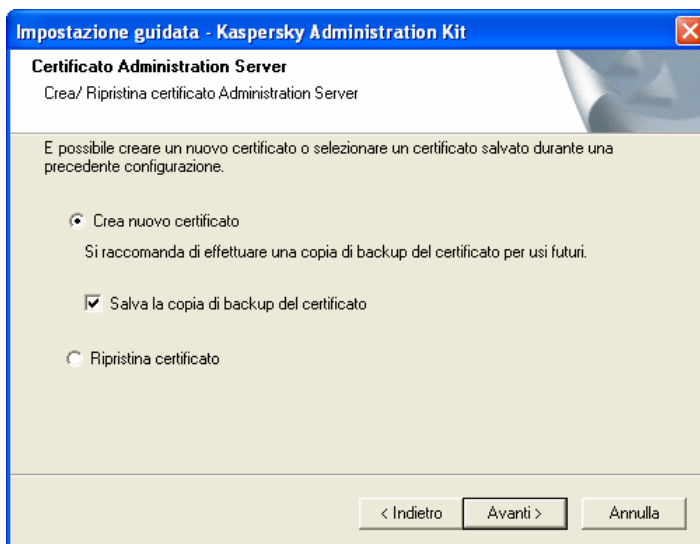 Impostazione guidata - Kaspersky Administration Kit
Certificato Administration Server
Crea/ Ripristina certificato Administration Server
E possibile creare un nuovo certificato o selezionare un certificato salvato durante una
precedente configurazione.
Crea nuovo certificato
Si raccomanda di effettuare una copia di backup del certificato per usi futuri.
Salva la copia di backup del certificato
Ripristina certificato
< Indietro Avanti > Annulla